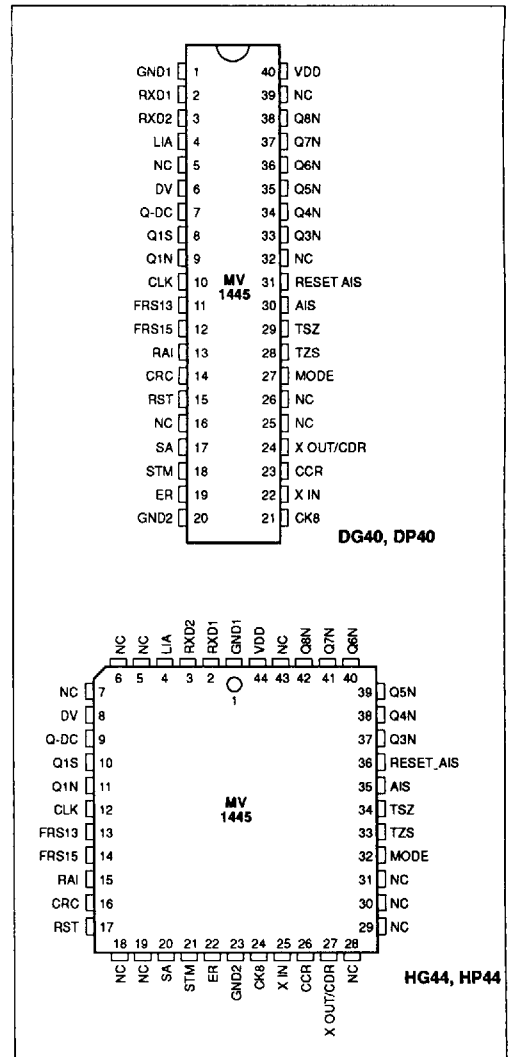 GND1 1 40 VDD
RXD1 2 39 NC
RXD2 3 38 Q8N
LIA 4 37 Q7N
NC 5 36 Q6N
DV 6 35 Q5N
Q-DC 7 34 Q4N
Q1S 8 33 Q3N
Q1N 9 32 NC
CLK 10 MV 31 RESET AIS
1445
FRS13 11 30 AIS
FRS15 12 29 TSZ
RAI 13 28 TZS
CRC 14 27 MODE
RST 15 26 NC
NC 16 25 NC
SA 17 24 X OUT/CDR
STM 18 23 CCR
ER 19 22 X IN
GND2 20 21 CK8
DG40, DP40
NC NC LIA RXD2 RXD1 GND1 VDD NC Q8N Q7N Q6N
6 5 4 3 2 1 44 43 42 41 40
NC 7 39 Q5N
DV 8 38 Q4N
Q-DC 9 37 Q3N
Q1S 10 36 RESET_AIS
Q1N 11 35 AIS
CLK 12 MV 34 TSZ
1445
FRS13 13 33 TZS
FRS15 14 32 MODE
RAI 15 31 NC
CRC 16 30 NC
RST 17 29 NC
18 19 20 21 22 23 24 25 26 27 28
NC NC SA STM ER GND2 CK8 X IN CCR X OUT/CDR NC
HG44, HP44